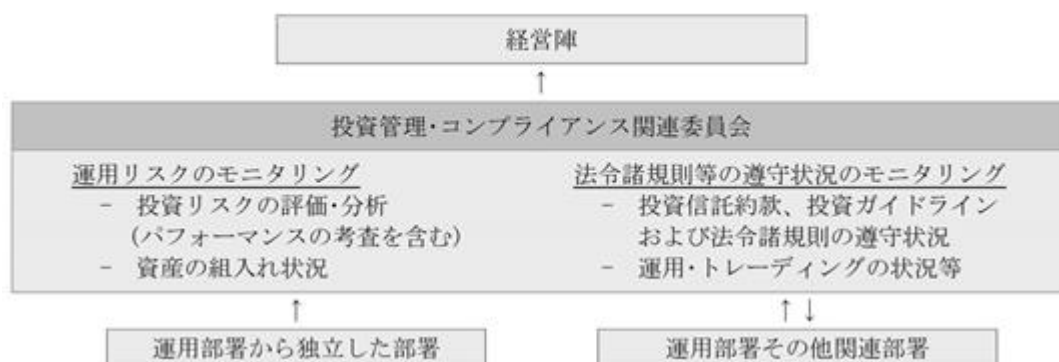 経営陣
↑
投資管理・コンプライアンス関連委員会
運用リスクのモニタリング
－ 投資リスクの評価・分析
(パフォーマンスの考査を含む)
－ 資産の組入れ状況
法令諸規則等の遵守状況のモニタリング
－ 投資信託約款、投資ガイドライン
および法令諸規則の遵守状況
－ 運用・トレーディングの状況等
↑
↑↓
運用部署から独立した部署
運用部署その他関連部署